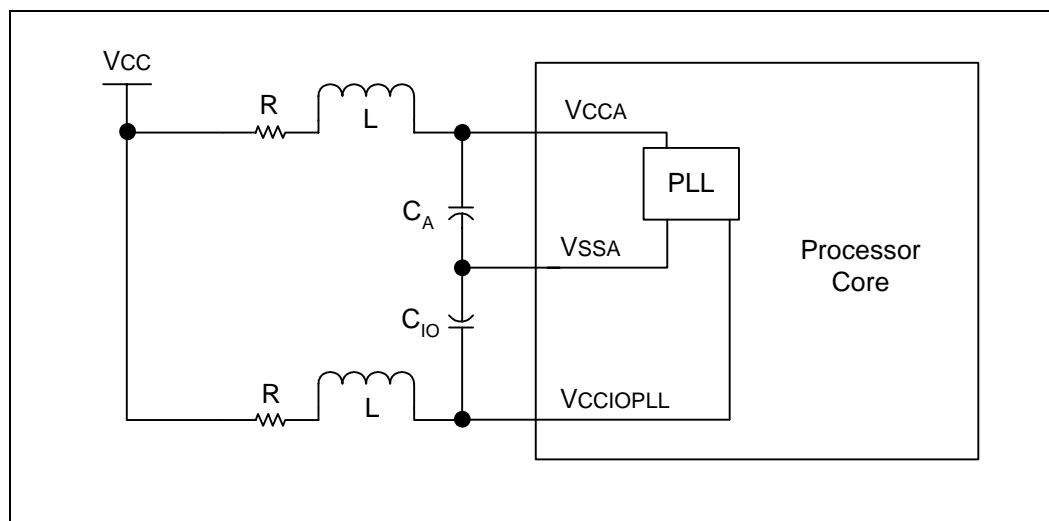 VCC
R
L
VCCA
PLL
CA
VSSA
Processor
Core
CIO
R
L
VCCIOPLL